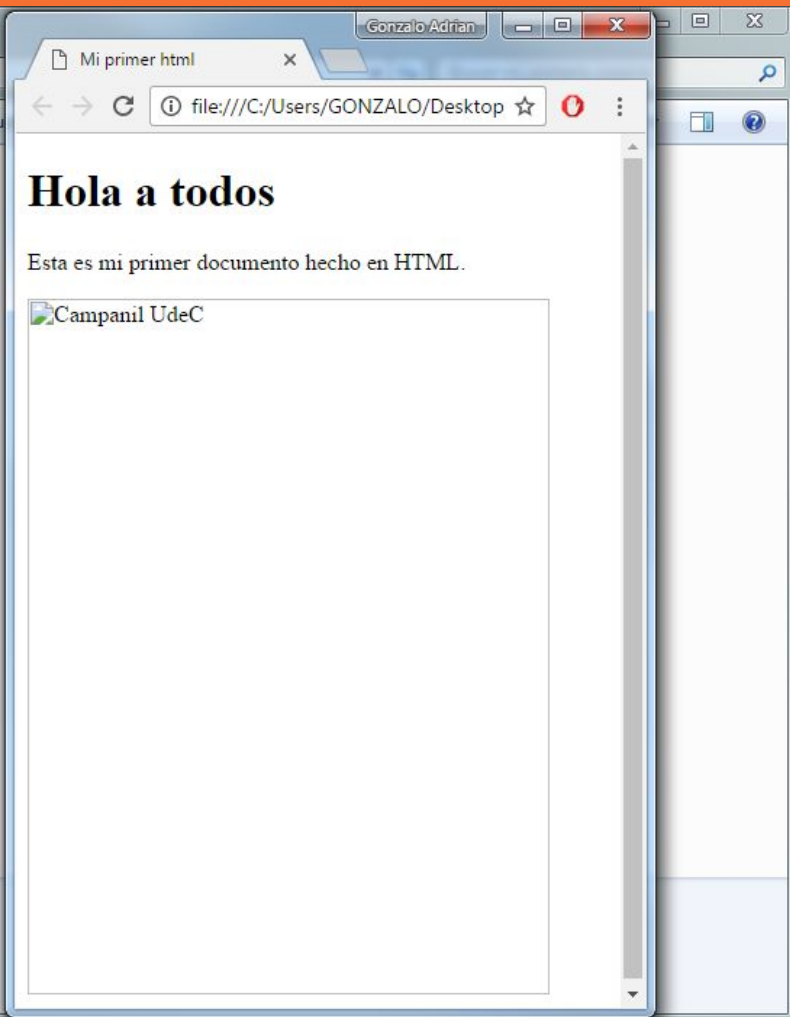 Gonzalo Adrian
Mi primer html
file:///C:/Users/GONZALO/Desktop
Hola a todos
Esta es mi primer documento hecho en HTML.
Campanil UdeC